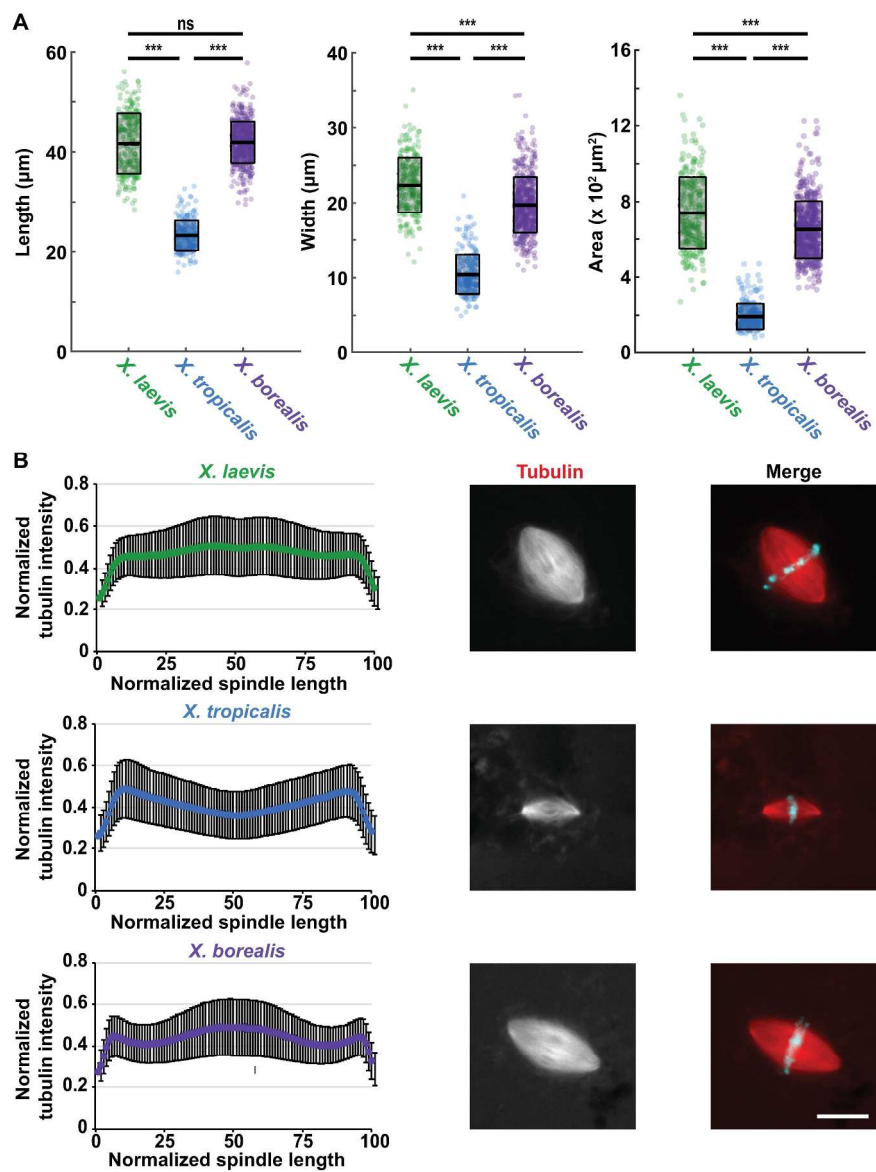 A
ns
***
***
60
50
40
30
20
10
0
Length (µm)
X. laevis
X. tropicalis
X. borealis
***
***
***
40
30
20
10
0
Width (µm)
X. laevis
X. tropicalis
X. borealis
***
***
***
16
12
8
4
0
Area (x 10² µm²)
X. laevis
X. tropicalis
X. borealis
B
X. laevis
Tubulin
Merge
Normalized
tubulin intensity
0.8
0.6
0.4
0.2
0
0
25
50
75
100
Normalized spindle length
X. tropicalis
Normalized
tubulin intensity
0.8
0.6
0.4
0.2
0
0
25
50
75
100
Normalized spindle length
X. borealis
Normalized
tubulin intensity
0.8
0.6
0.4
0.2
0
0
25
50
75
100
Normalized spindle length